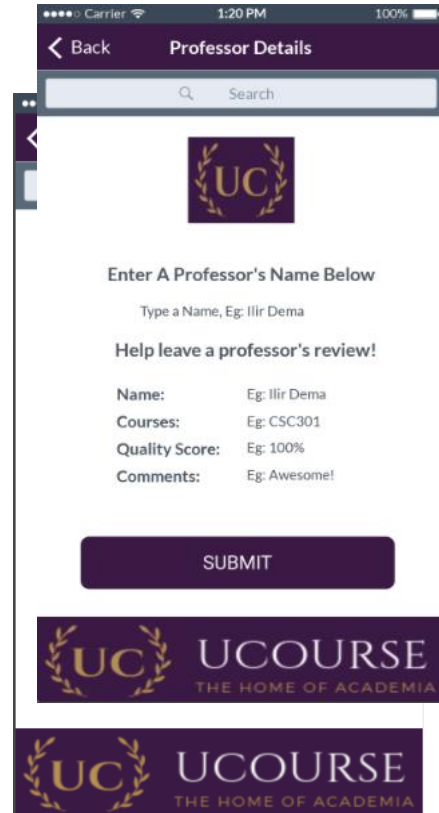 Carrier 1:20 PM 100%
Back Professor Details
Search
UC
Enter A Professor's Name Below
Type a Name, Eg: Ilir Dema
Help leave a professor's review!
Name: Eg: Ilir Dema
Courses: Eg: CSC301
Quality Score: Eg: 100%
Comments: Eg: Awesome!
SUBMIT
UC UCOURSE
THE HOME OF ACADEMIA
UC UCOURSE
THE HOME OF ACADEMIA